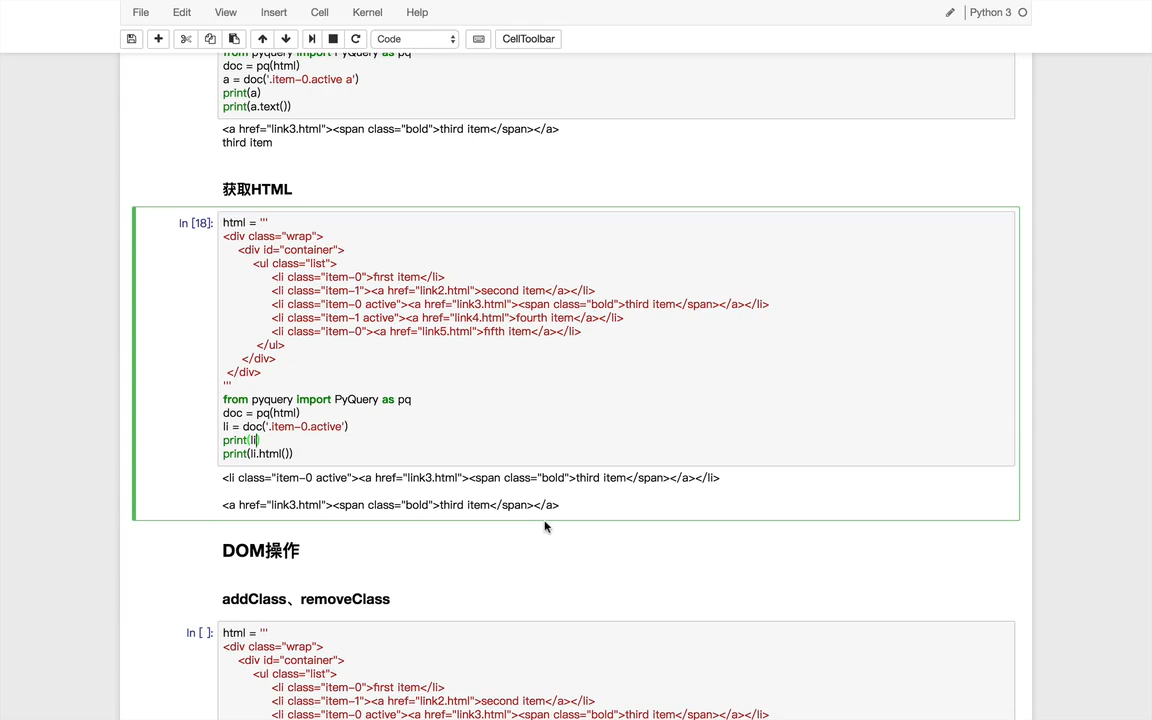 File Edit View Insert Cell Kernel Help Python 3
Code CellToolbar
from pyquery import PyQuery as pq
doc = pq(html)
a = doc('.item-0.active a')
print(a)
print(a.text())
<a href="link3.html"><span class="bold">third item</span></a>
third item
获取HTML
In [18]: html = '''
<div class="wrap">
<div id="container">
<ul class="list">
<li class="item-0">first item</li>
<li class="item-1"><a href="link2.html">second item</a></li>
<li class="item-0 active"><a href="link3.html"><span class="bold">third item</span></a></li>
<li class="item-1 active"><a href="link4.html">fourth item</a></li>
<li class="item-0"><a href="link5.html">fifth item</a></li>
</ul>
</div>
</div>
'''
from pyquery import PyQuery as pq
doc = pq(html)
li = doc('.item-0.active')
print(li)
print(li.html())
<li class="item-0 active"><a href="link3.html"><span class="bold">third item</span></a></li>
<a href="link3.html"><span class="bold">third item</span></a>
DOM操作
addClass、removeClass
In [ ]: html = '''
<div class="wrap">
<div id="container">
<ul class="list">
<li class="item-0">first item</li>
<li class="item-1"><a href="link2.html">second item</a></li>
<li class="item-0 active"><a href="link3.html"><span class="bold">third item</span></a></li>